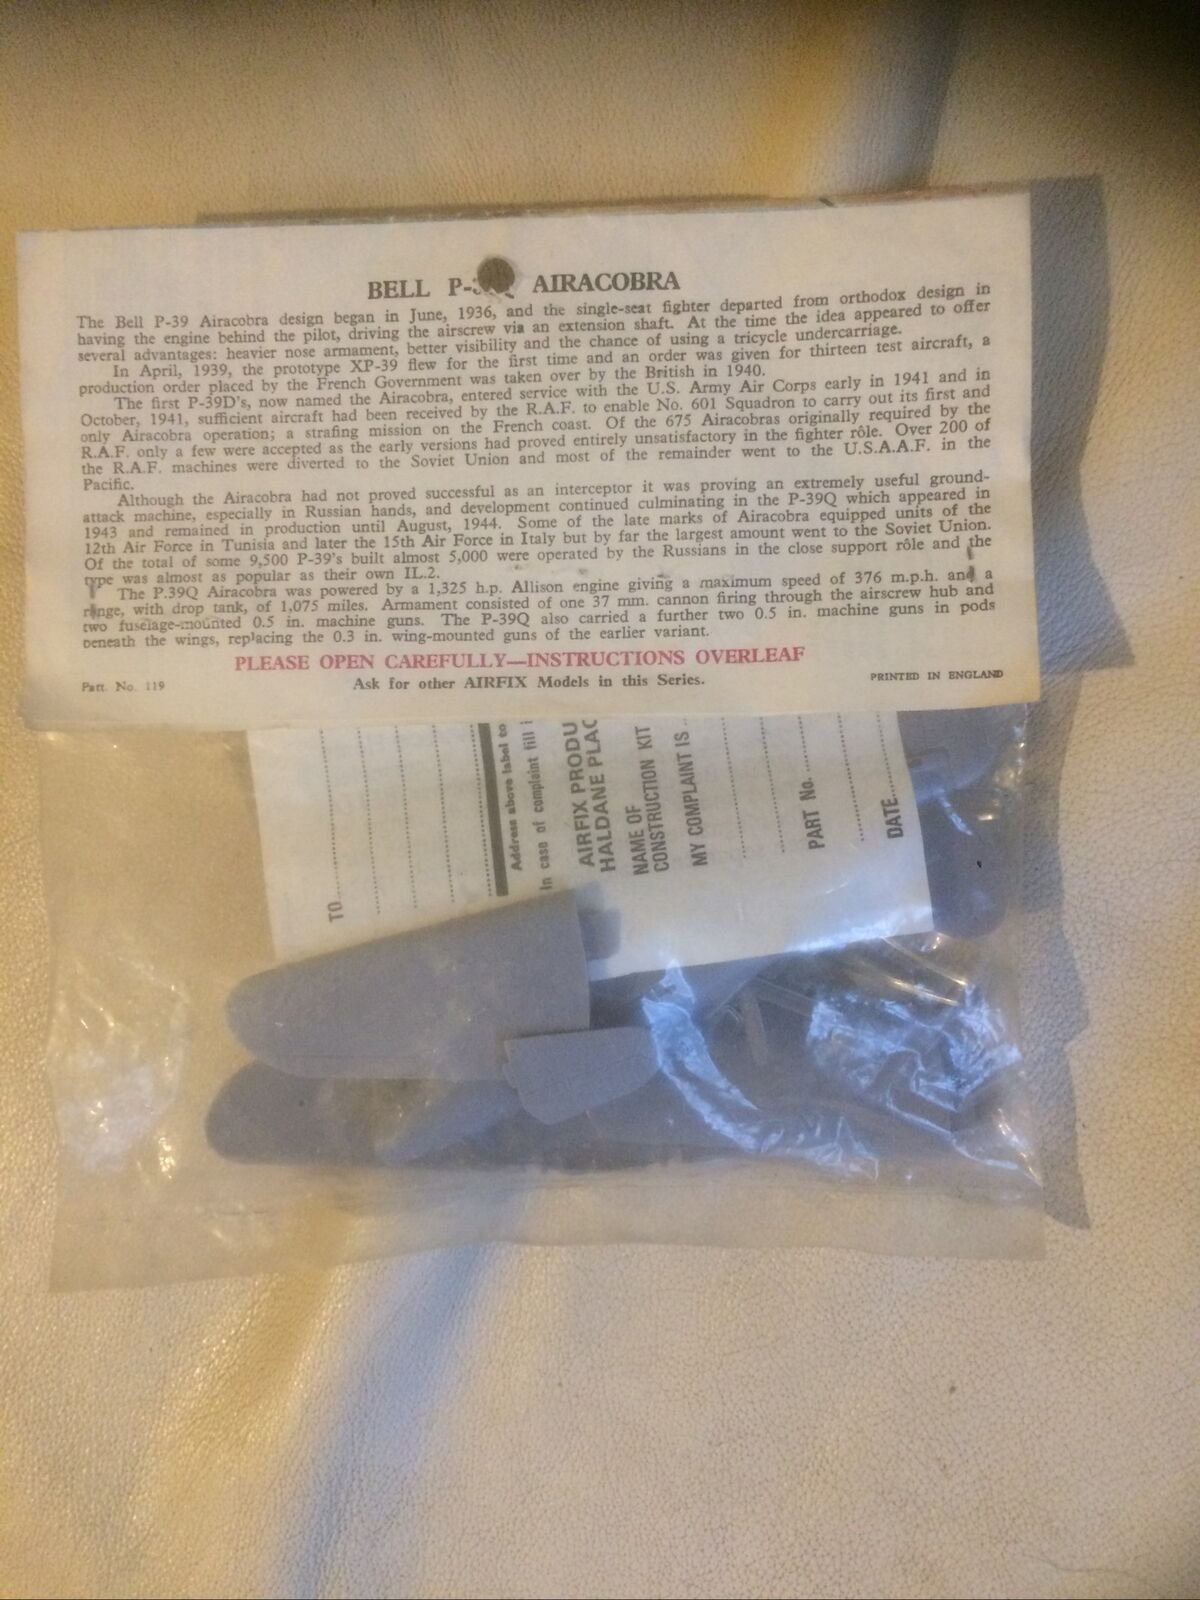 BELL P-39Q AIRACOBRA
The Bell P-39 Airacobra design began in June, 1936, and the single-seat fighter departed from orthodox design in
having the engine behind the pilot, driving the airscrew via an extension shaft. At the time the idea appeared to offer
several advantages: heavier nose armament, better visibility and the chance of using a tricycle undercarriage.
In April, 1939, the prototype XP-39 flew for the first time and an order was given for thirteen test aircraft, a
production order placed by the French Government was taken over by the British in 1940.
The first P-39D's, now named the Airacobra, entered service with the U.S. Army Air Corps early in 1941 and in
October, 1941, sufficient aircraft had been received by the R.A.F. to enable No. 601 Squadron to carry out its first and
only Airacobra operation; a strafing mission on the French coast. Of the 675 Airacobras originally required by the
R.A.F. only a few were accepted as the early versions had proved entirely unsatisfactory in the fighter rôle. Over 200 of
the R.A.F. machines were diverted to the Soviet Union and most of the remainder went to the U.S.A.A.F. in the
Pacific.
Although the Airacobra had not proved successful as an interceptor it was proving an extremely useful ground-
attack machine, especially in Russian hands, and development continued culminating in the P-39Q which appeared in
1943 and remained in production until August, 1944. Some of the late marks of Airacobra equipped units of the
12th Air Force in Tunisia and later the 15th Air Force in Italy but by far the largest amount went to the Soviet Union.
Of the total of some 9,500 P-39's built almost 5,000 were operated by the Russians in the close support rôle and the
type was almost as popular as their own IL.2.
The P.39Q Airacobra was powered by a 1,325 h.p. Allison engine giving a maximum speed of 376 m.p.h. and a
range, with drop tank, of 1,075 miles. Armament consisted of one 37 mm. cannon firing through the airscrew hub and
two fuselage-mounted 0.5 in. machine guns. The P-39Q also carried a further two 0.5 in. machine guns in pods
beneath the wings, replacing the 0.3 in. wing-mounted guns of the earlier variant.
PLEASE OPEN CAREFULLY—INSTRUCTIONS OVERLEAF
Patt. No. 119
Ask for other AIRFIX Models in this Series.
PRINTED IN ENGLAND
TO
Address above label to
In case of complaint fill i
AIRFIX PRODU
HALDANE PLAC
NAME OF
CONSTRUCTION KIT
MY COMPLAINT IS
PART No.
DATE